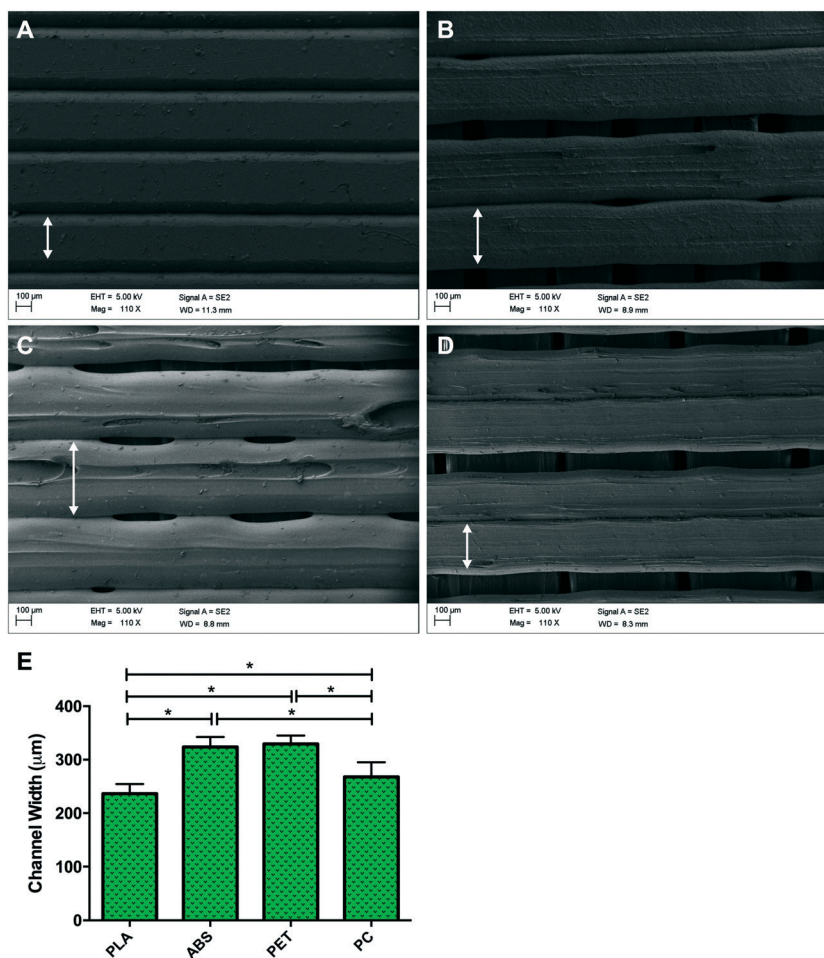 A
B
100 µm
EHT = 5.00 kV
Signal A = SE2
Mag = 110 X
WD = 11.3 mm
100 µm
EHT = 5.00 kV
Signal A = SE2
Mag = 110 X
WD = 8.9 mm
C
D
100 µm
EHT = 5.00 kV
Signal A = SE2
Mag = 110 X
WD = 8.8 mm
100 µm
EHT = 5.00 kV
Signal A = SE2
Mag = 110 X
WD = 8.3 mm
E
*
* *
* *
Channel Width (µm)
400
300
200
100
0
PLA
ABS
PET
PC